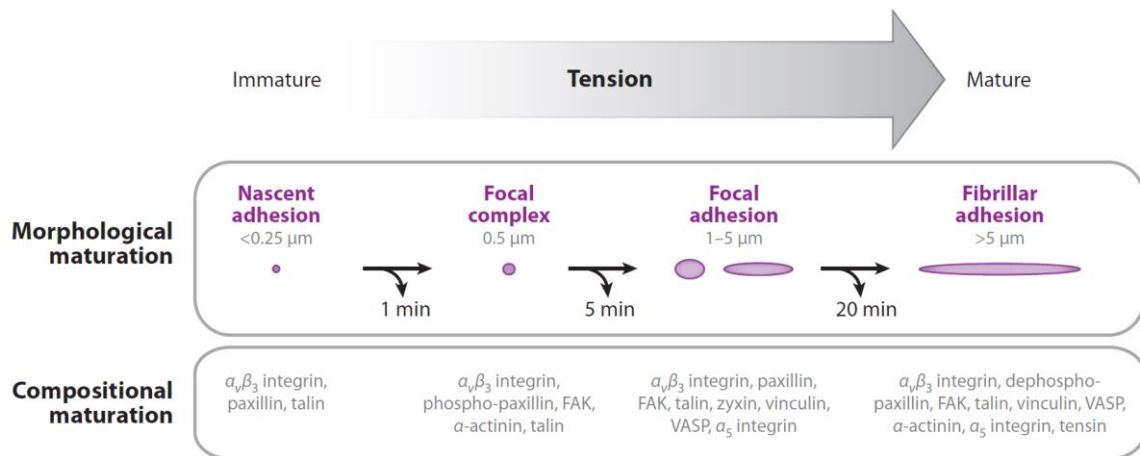 Immature
Tension
Mature
Morphological
maturation
Nascent
adhesion
<0.25 μm
Focal
complex
0.5 μm
Focal
adhesion
1–5 μm
Fibrillar
adhesion
>5 μm
1 min
5 min
20 min
Compositional
maturation
αvβ3 integrin,
paxillin, talin
αvβ3 integrin,
phospho-paxillin, FAK,
α-actinin, talin
αvβ3 integrin, paxillin,
FAK, talin, zyxin, vinculin,
VASP, α5 integrin
αvβ3 integrin, dephospho-
paxillin, FAK, talin, vinculin, VASP,
α-actinin, α5 integrin, tensin